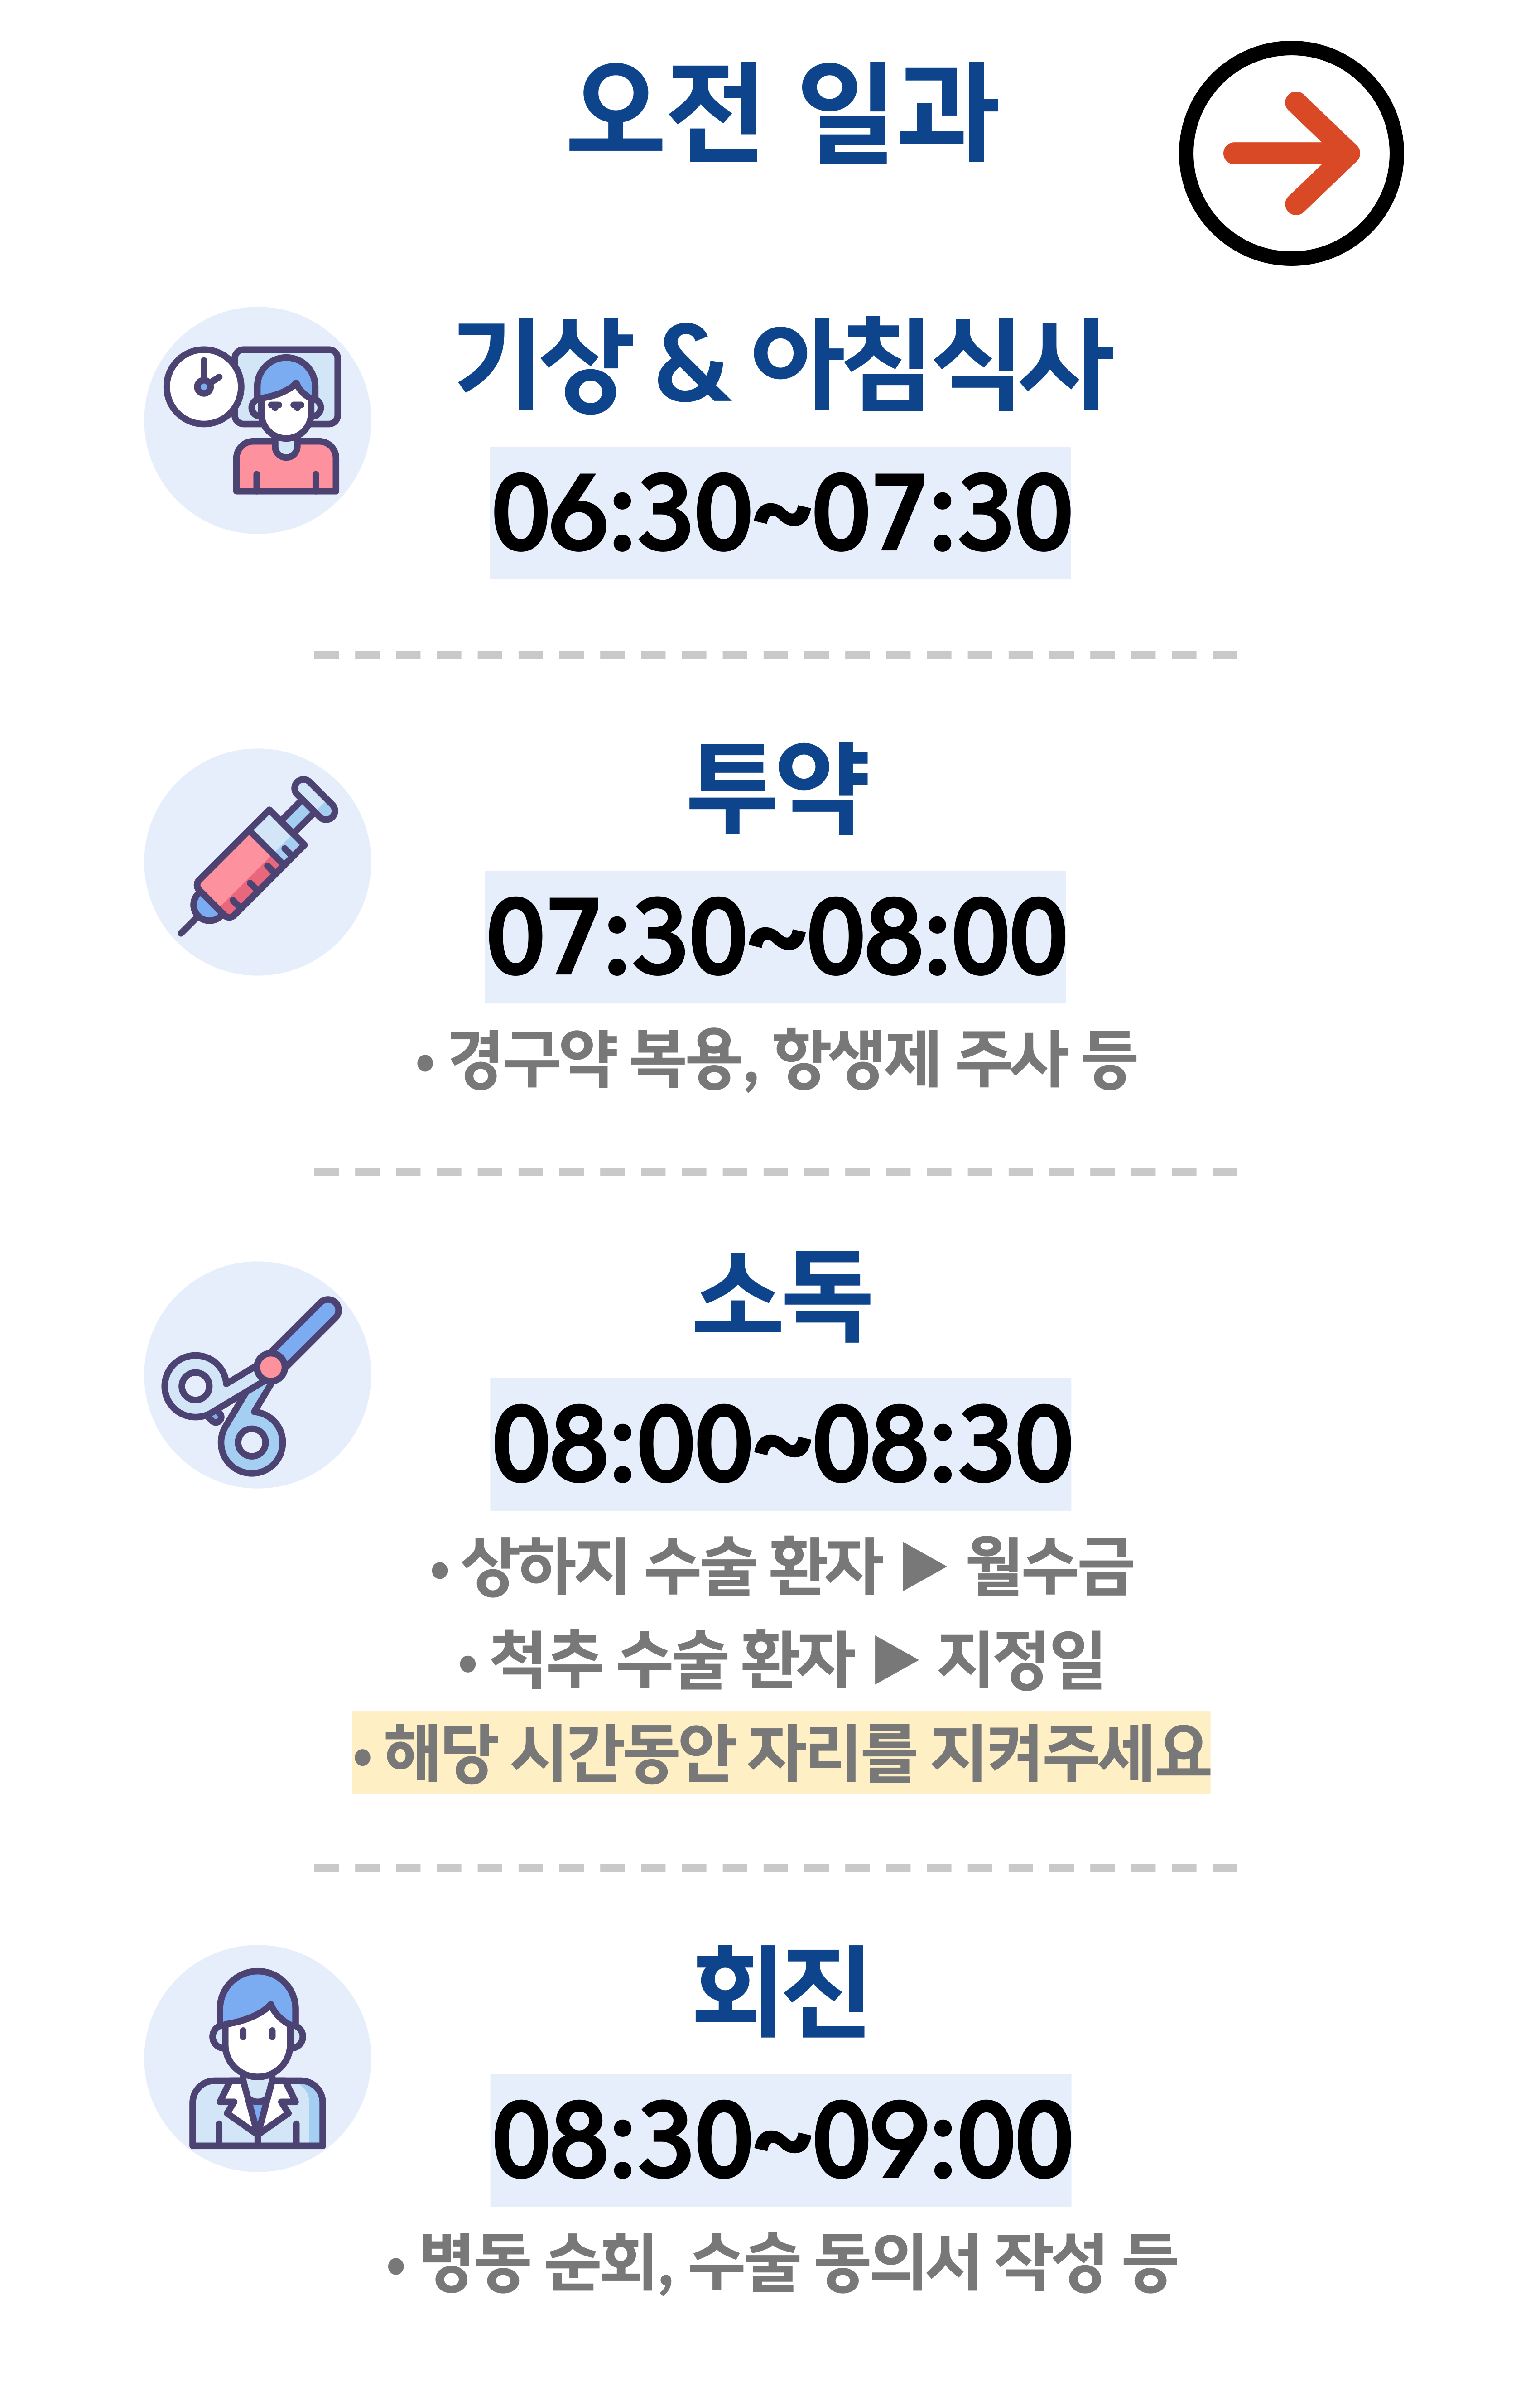 오전 일과
기상 & 아침식사
06:30~07:30
투약
07:30~08:00
• 경구약 복용, 항생제 주사 등
소독
08:00~08:30
• 상하지 수술 환자 ▶ 월수금
• 척추 수술 환자 ▶ 지정일
• 해당 시간동안 자리를 지켜주세요
회진
08:30~09:00
• 병동 순회, 수술 동의서 작성 등